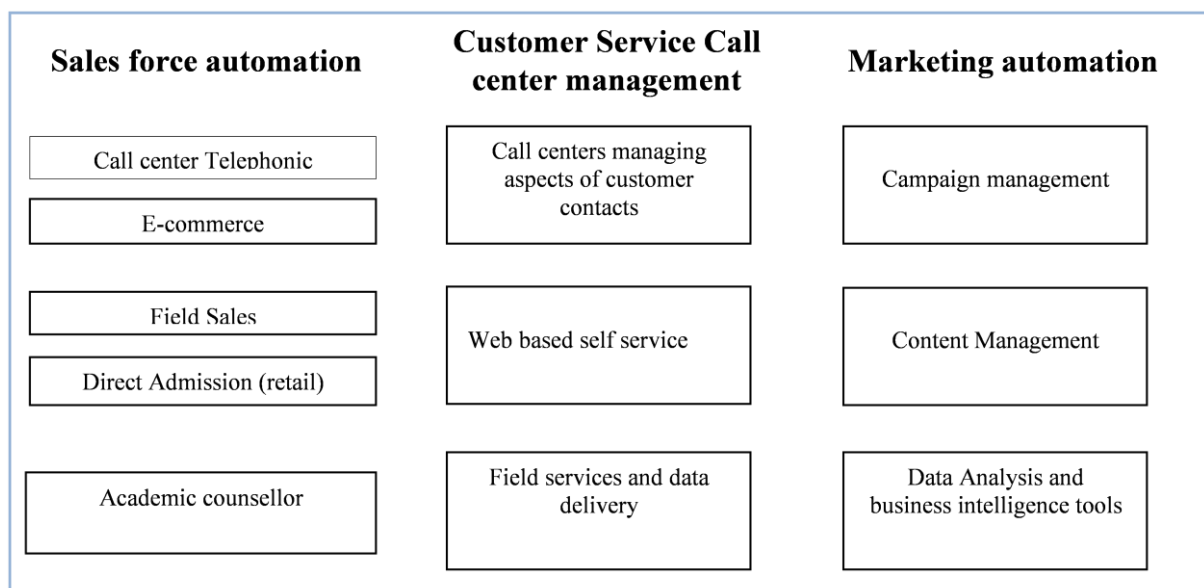 Sales force automation
Customer Service Call
center management
Marketing automation
Call center Telephonic
E-commerce
Field Sales
Direct Admission (retail)
Academic counsellor
Call centers managing
aspects of customer
contacts
Web based self service
Field services and data
delivery
Campaign management
Content Management
Data Analysis and
business intelligence tools